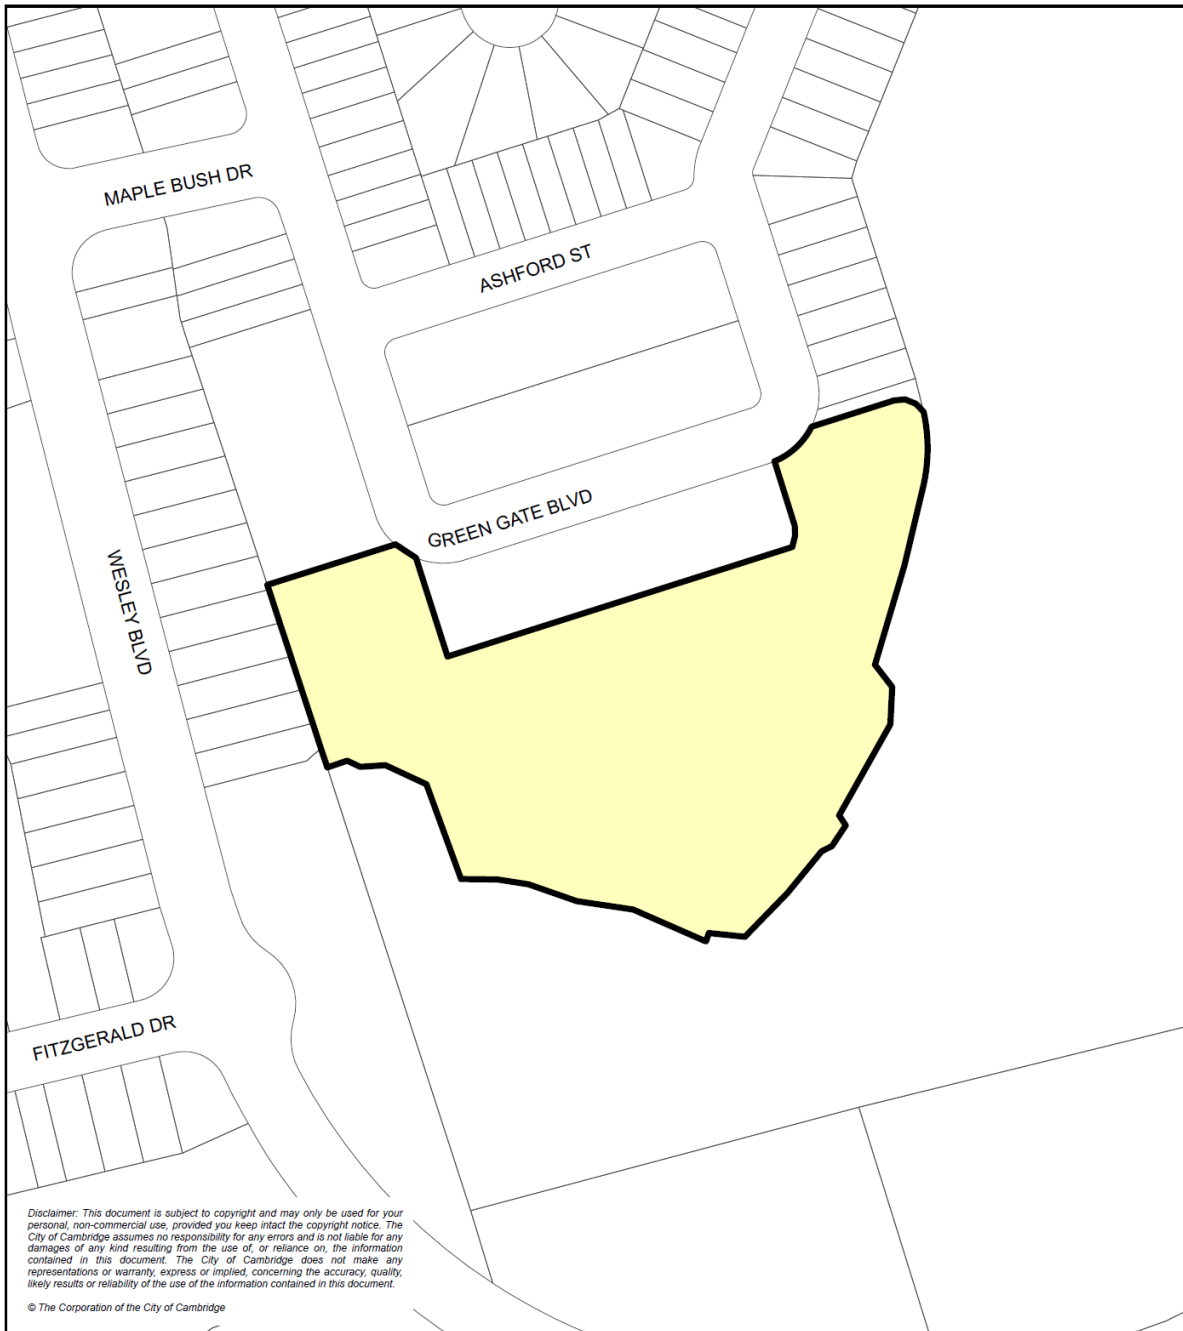 MAPLE BUSH DR
ASHFORD ST
GREEN GATE BLVD
WESLEY BLVD
FITZGERALD DR
Disclaimer: This document is subject to copyright and may only be used for your
personal, non-commercial use, provided you keep intact the copyright notice. The
City of Cambridge assumes no responsibility for any errors and is not liable for any
damages of any kind resulting from the use of, or reliance on, the information
contained in this document. The City of Cambridge does not make any
representations or warranty, express or implied, concerning the accuracy, quality,
likely results or reliability of the use of the information contained in this document.
© The Corporation of the City of Cambridge